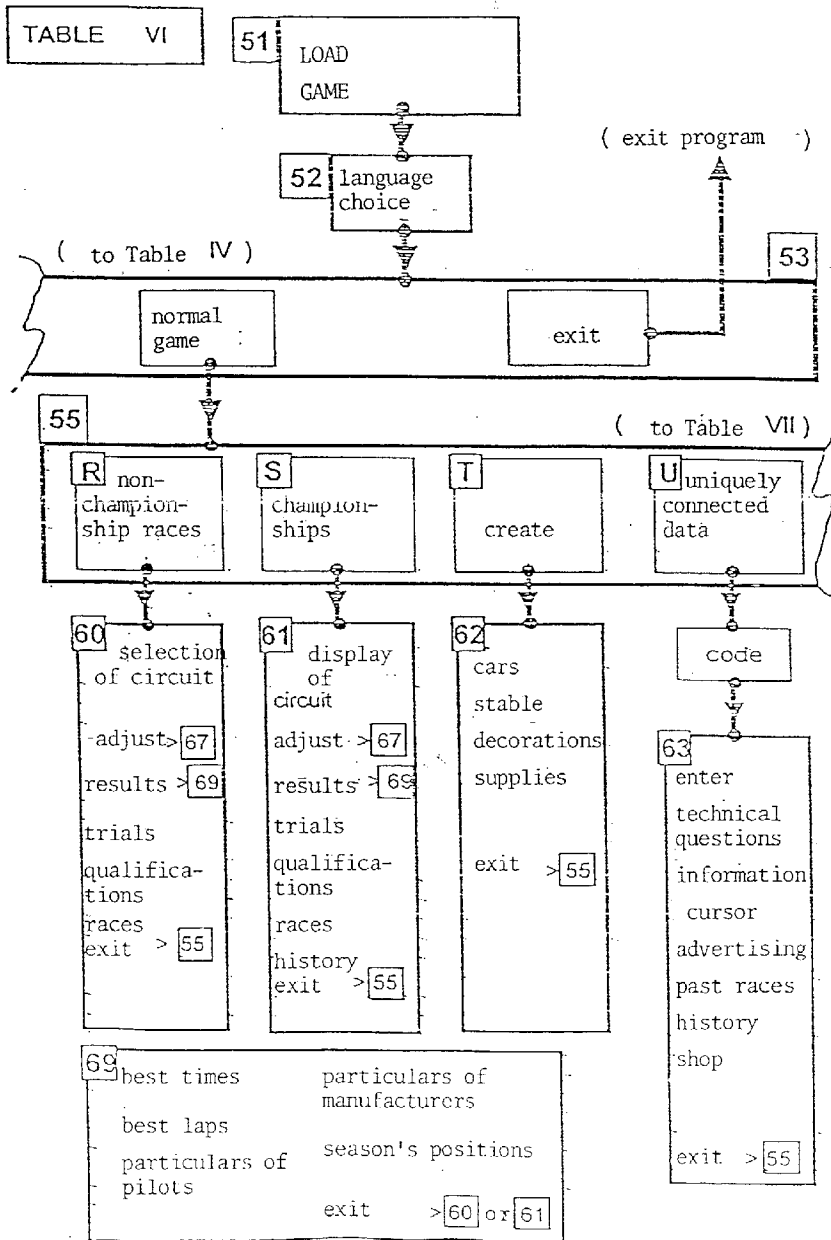 TABLE VI
51
LOAD
GAME
( exit program )
52
language
choice
( to Table IV )
53
normal
game
exit
55
( to Table VII )
R
non-
champion-
ship races
S
champion-
ships
T
create
U
uniquely
connected
data
60
selection
of circuit
adjust > 67
results > 69
trials
qualifica-
tions
races
exit > 55
61
display
of
circuit
adjust > 67
results > 69
trials
qualifica-
tions
races
history
exit > 55
62
cars
stable
decorations
supplies
exit > 55
code
63
enter
technical
questions
information
cursor
advertising
past races
history
shop
exit > 55
69
best times
best laps
particulars of
pilots
particulars of
manufacturers
season's positions
exit > 60 or 61